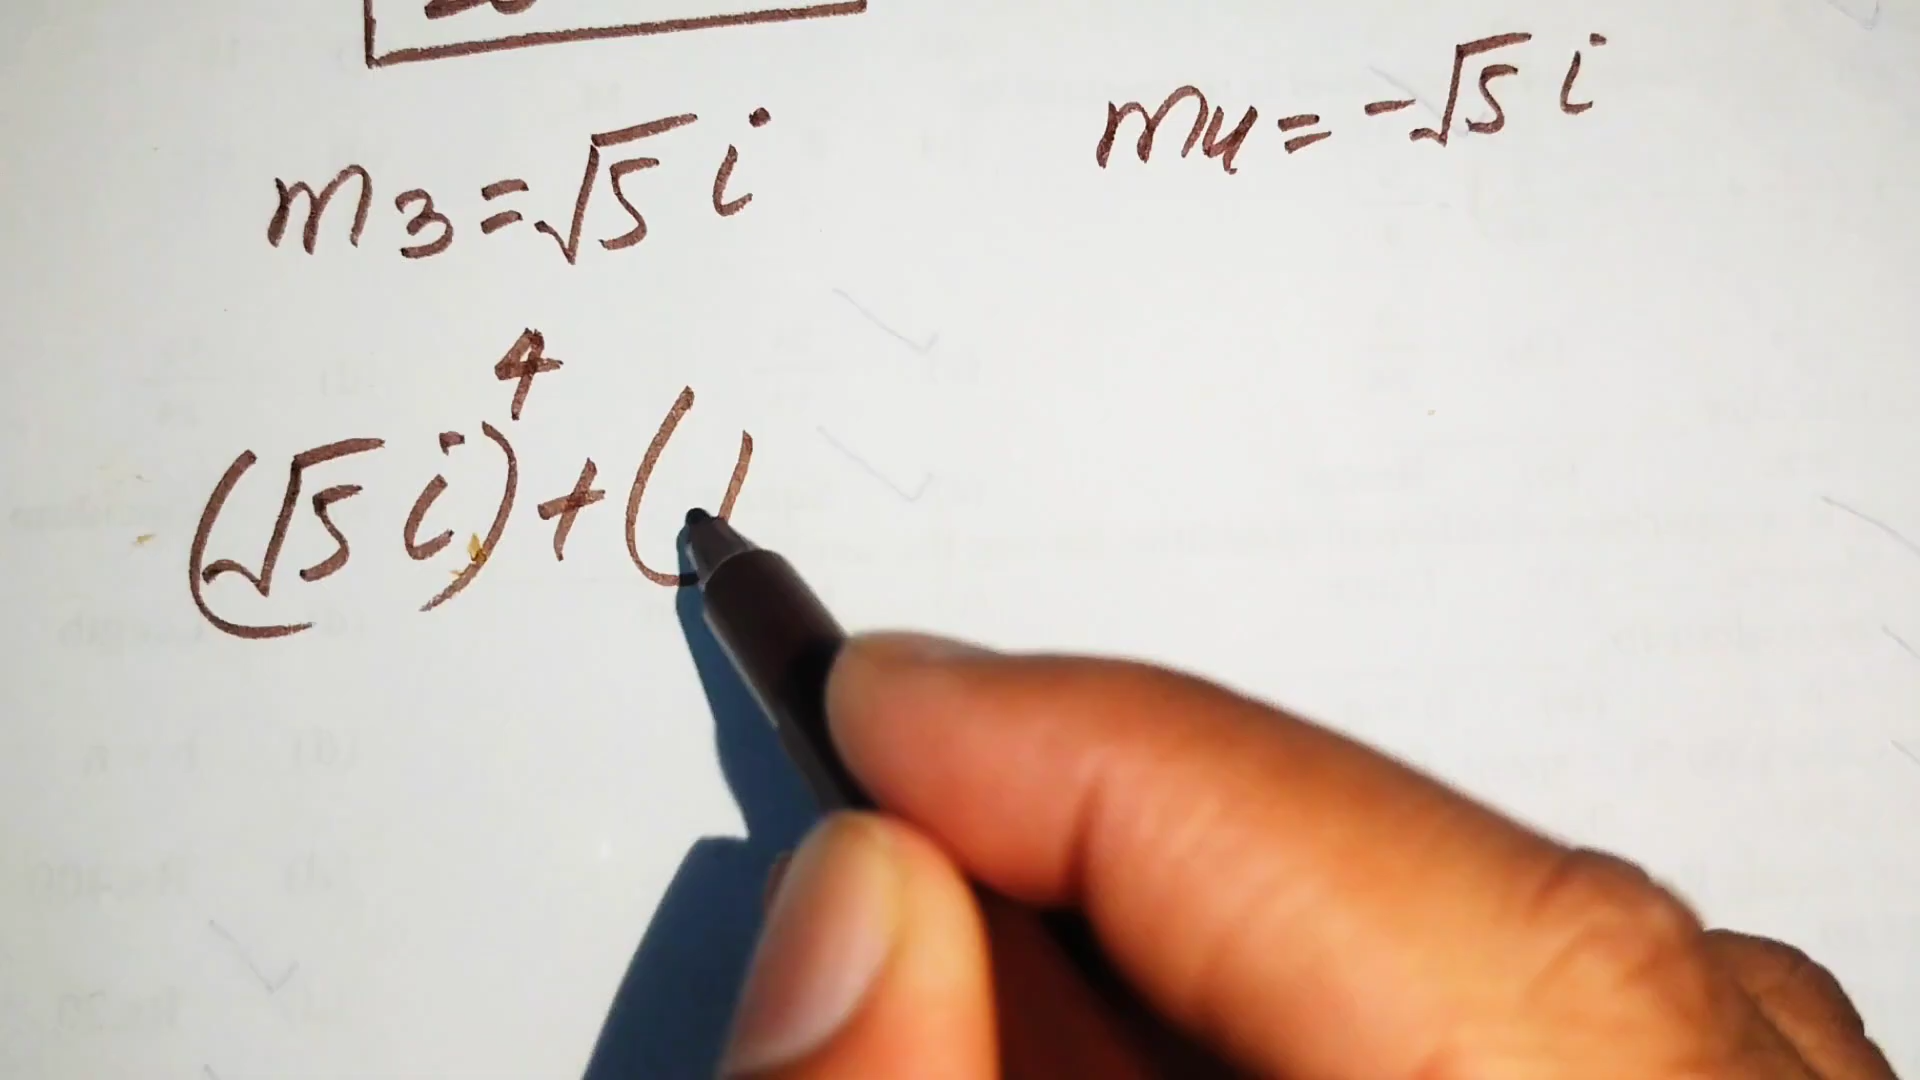 m3 = √5 i
m4 = -√5 i
(√5 i)⁴ + (